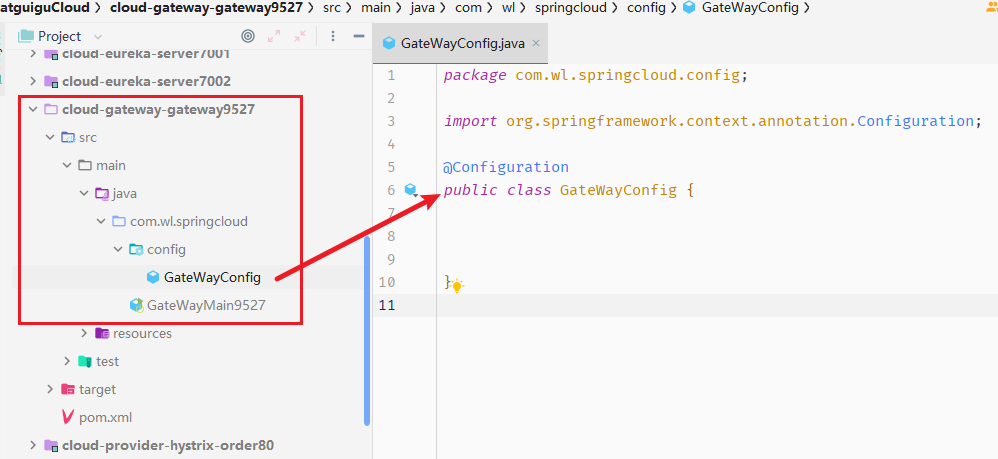 atguiguCloud > cloud-gateway-gateway9527 > src > main > java > com > wl > springcloud > config > GateWayConfig >
Project
cloud-eureka-server7001
cloud-eureka-server7002
cloud-gateway-gateway9527
src
main
java
com.wl.springcloud
config
GateWayConfig
GateWayMain9527
resources
test
target
pom.xml
cloud-provider-hystrix-order80
GateWayConfig.java ×
1 package com.wl.springcloud.config;
2
3 import org.springframework.context.annotation.Configuration;
4
5 @Configuration
6 public class GateWayConfig {
7
8
9
10 }
11